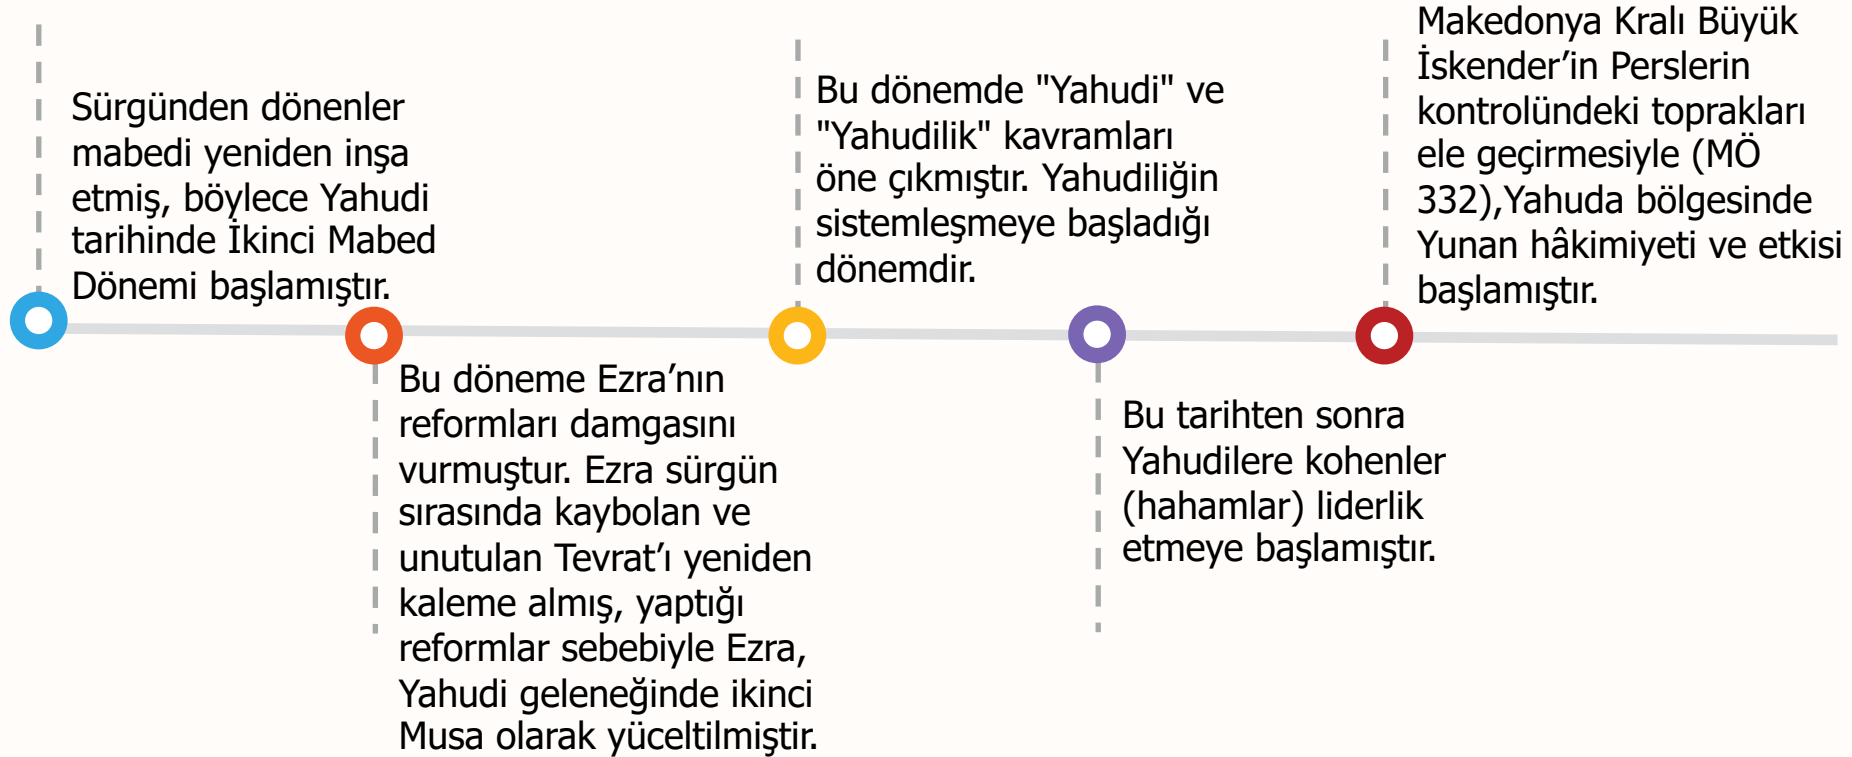 Sürgünden dönenler
mabedi yeniden inşa
etmiş, böylece Yahudi
tarihinde İkinci Mabed
Dönemi başlamıştır.
Bu döneme Ezra’nın
reformları damgasını
vurmuştur. Ezra sürgün
sırasında kaybolan ve
unutulan Tevrat’ı yeniden
kaleme almış, yaptığı
reformlar sebebiyle Ezra,
Yahudi geleneğinde ikinci
Musa olarak yüceltilmiştir.
Bu dönemde "Yahudi" ve
"Yahudilik" kavramları
öne çıkmıştır. Yahudiliğin
sistemleşmeye başladığı
dönemdir.
Bu tarihten sonra
Yahudilere kohenler
(hahamlar) liderlik
etmeye başlamıştır.
Makedonya Kralı Büyük
İskender’in Perslerin
kontrolündeki toprakları
ele geçirmesiyle (MÖ
332),Yahuda bölgesinde
Yunan hâkimiyeti ve etkisi
başlamıştır.